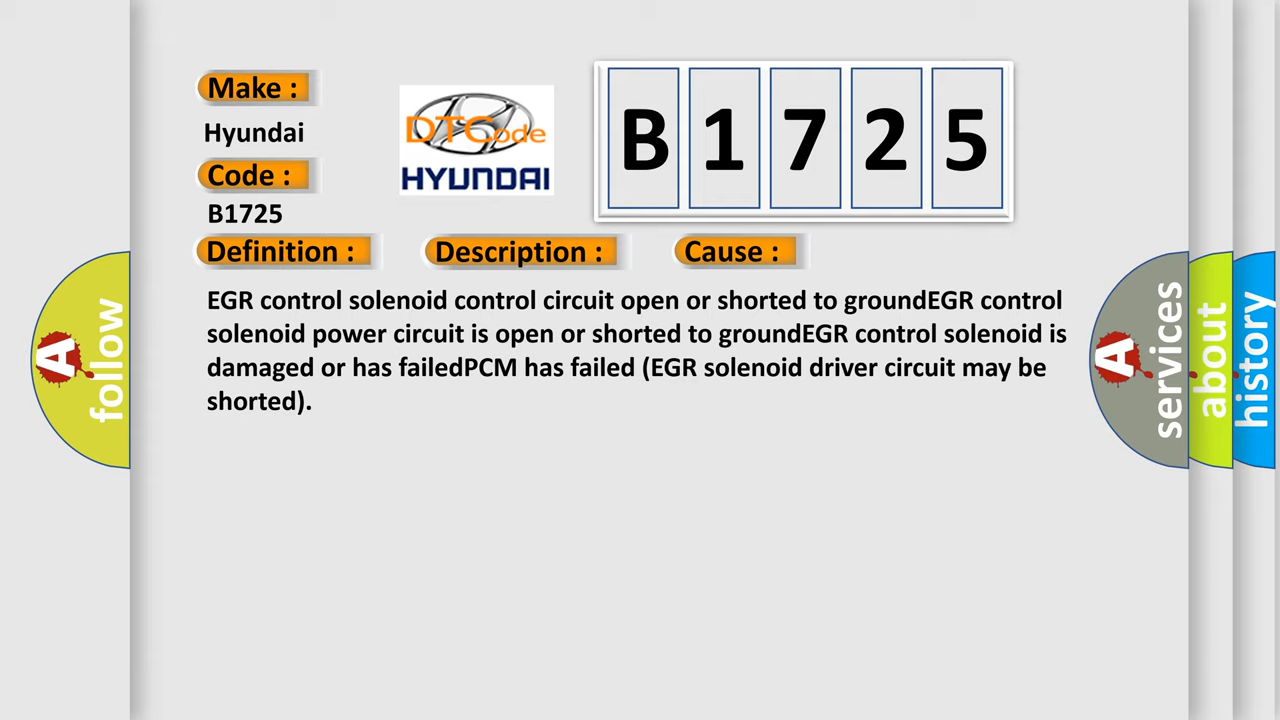 Make :
Hyundai
Code :
B1725
DTCode
HYUNDAI
B 1 7 2 5
Definition :
Description :
Cause :
EGR control solenoid control circuit open or shorted to groundEGR control
solenoid power circuit is open or shorted to groundEGR control solenoid is
damaged or has failedPCM has failed (EGR solenoid driver circuit may be
shorted).
A
follow
A
services
about
history